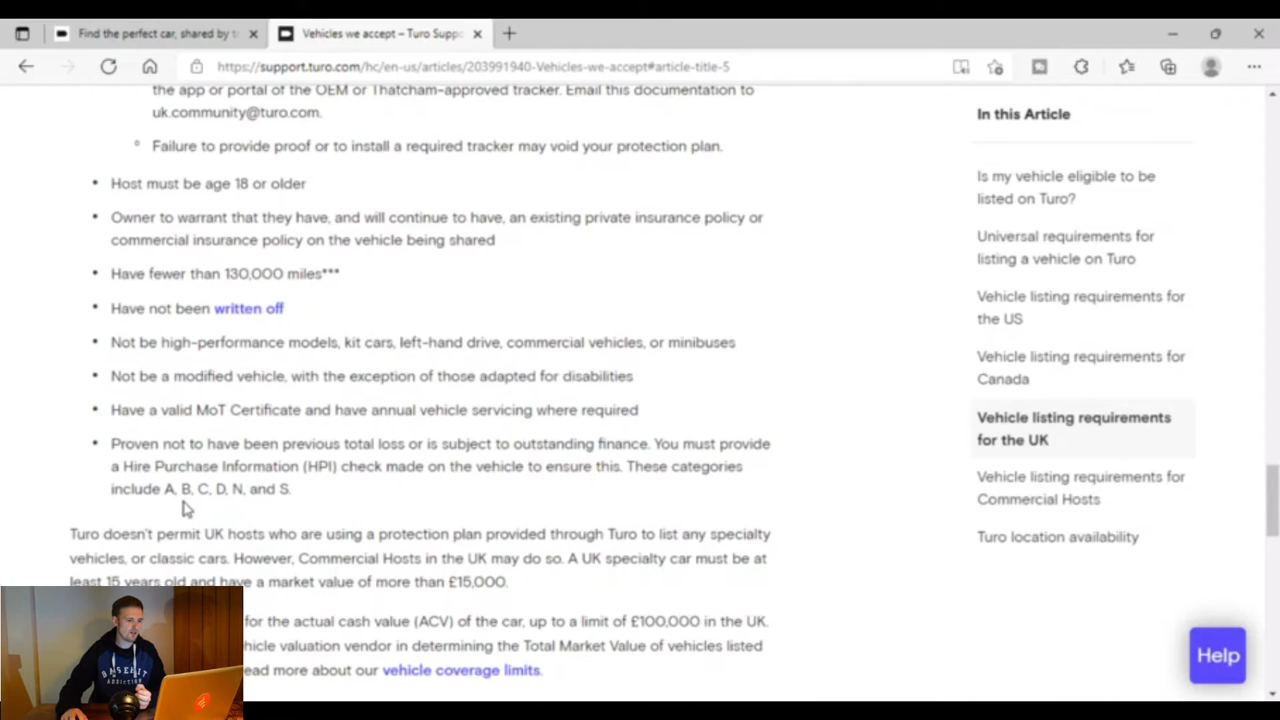 Find the perfect car, shared by t
Vehicles we accept – Turo Suppo
https://support.turo.com/hc/en-us/articles/203991940-Vehicles-we-accept#article-title-5
the app or portal of the OEM or Thatcham-approved tracker. Email this documentation to
uk.community@turo.com.
Failure to provide proof or to install a required tracker may void your protection plan.
Host must be age 18 or older
Owner to warrant that they have, and will continue to have, an existing private insurance policy or
commercial insurance policy on the vehicle being shared
Have fewer than 130,000 miles***
Have not been written off
Not be high-performance models, kit cars, left-hand drive, commercial vehicles, or minibuses
Not be a modified vehicle, with the exception of those adapted for disabilities
Have a valid MoT Certificate and have annual vehicle servicing where required
Proven not to have been previous total loss or is subject to outstanding finance. You must provide
a Hire Purchase Information (HPI) check made on the vehicle to ensure this. These categories
include A, B, C, D, N, and S.
Turo doesn't permit UK hosts who are using a protection plan provided through Turo to list any specialty
vehicles, or classic cars. However, Commercial Hosts in the UK may do so. A UK specialty car must be at
least 15 years old and have a market value of more than £15,000.
for the actual cash value (ACV) of the car, up to a limit of £100,000 in the UK.
hicle valuation vendor in determining the Total Market Value of vehicles listed
ead more about our vehicle coverage limits.
In this Article
Is my vehicle eligible to be
listed on Turo?
Universal requirements for
listing a vehicle on Turo
Vehicle listing requirements for
the US
Vehicle listing requirements for
Canada
Vehicle listing requirements
for the UK
Vehicle listing requirements for
Commercial Hosts
Turo location availability
Help